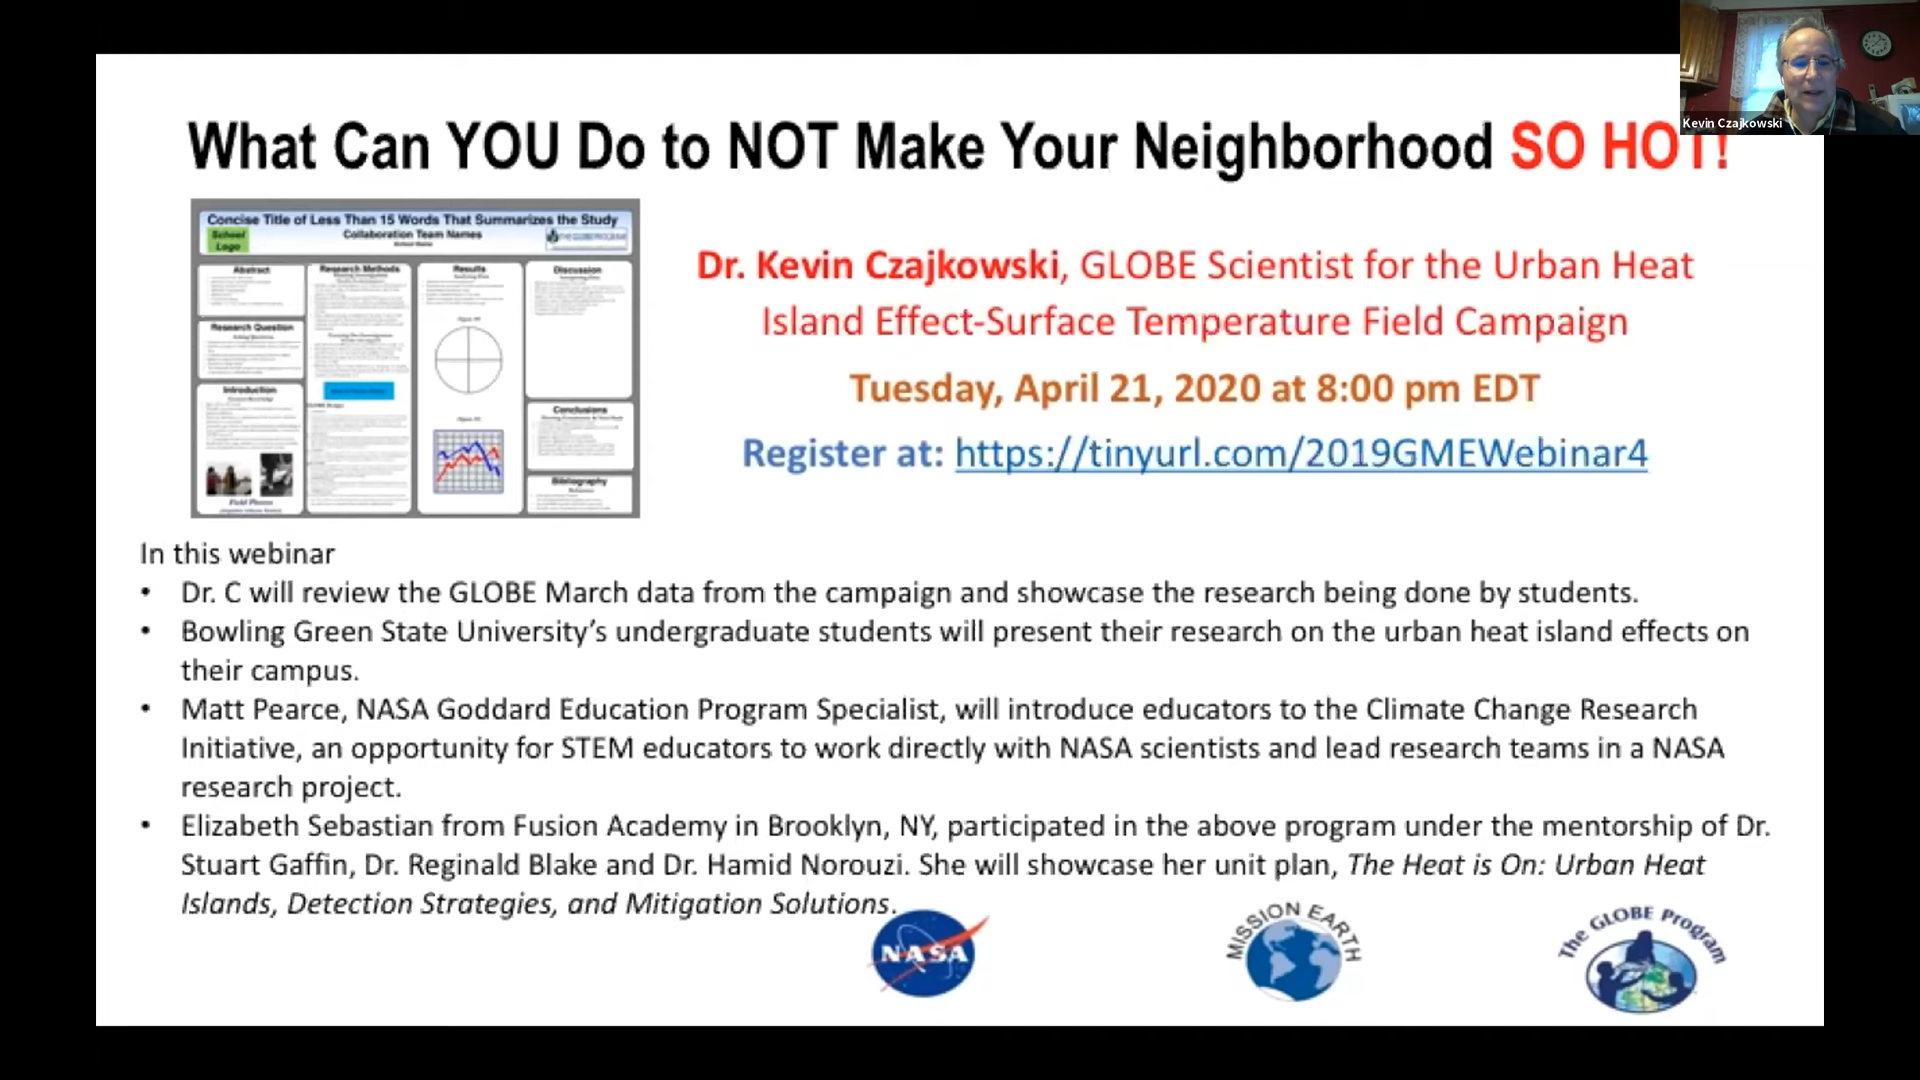 Kevin Czajkowski
What Can YOU Do to NOT Make Your Neighborhood SO HOT!
Concise Title of Less Than 15 Words That Summarizes the Study
School
Logo
Collaboration Team Names
School Name
THE GLOBE PROGRAM
Abstract
Research Question
Introduction
Field Photos
Research Methods
Results
Discussion
Conclusions
Bibliography
Dr. Kevin Czajkowski, GLOBE Scientist for the Urban Heat
Island Effect-Surface Temperature Field Campaign
Tuesday, April 21, 2020 at 8:00 pm EDT
Register at: https://tinyurl.com/2019GMEWebinar4
In this webinar
• Dr. C will review the GLOBE March data from the campaign and showcase the research being done by students.
• Bowling Green State University’s undergraduate students will present their research on the urban heat island effects on
their campus.
• Matt Pearce, NASA Goddard Education Program Specialist, will introduce educators to the Climate Change Research
Initiative, an opportunity for STEM educators to work directly with NASA scientists and lead research teams in a NASA
research project.
• Elizabeth Sebastian from Fusion Academy in Brooklyn, NY, participated in the above program under the mentorship of Dr.
Stuart Gaffin, Dr. Reginald Blake and Dr. Hamid Norouzi. She will showcase her unit plan, The Heat is On: Urban Heat
Islands, Detection Strategies, and Mitigation Solutions.
NASA
MISSION EARTH
The GLOBE Program